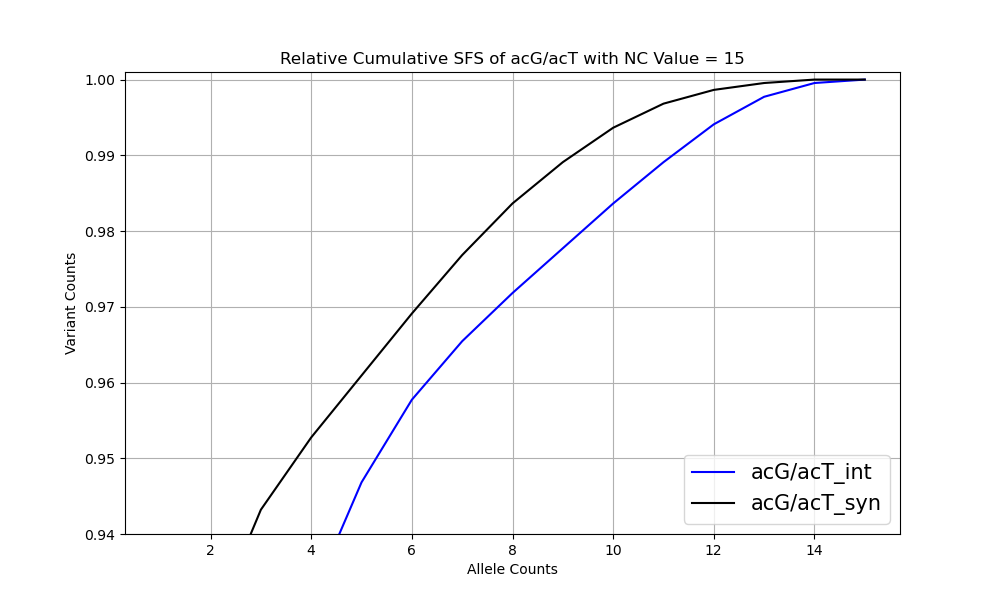 Relative Cumulative SFS of acG/acT with NC Value = 15
Variant Counts
1.00
0.99
0.98
0.97
0.96
0.95
0.94
2 4 6 8 10 12 14
Allele Counts
acG/acT_int
acG/acT_syn